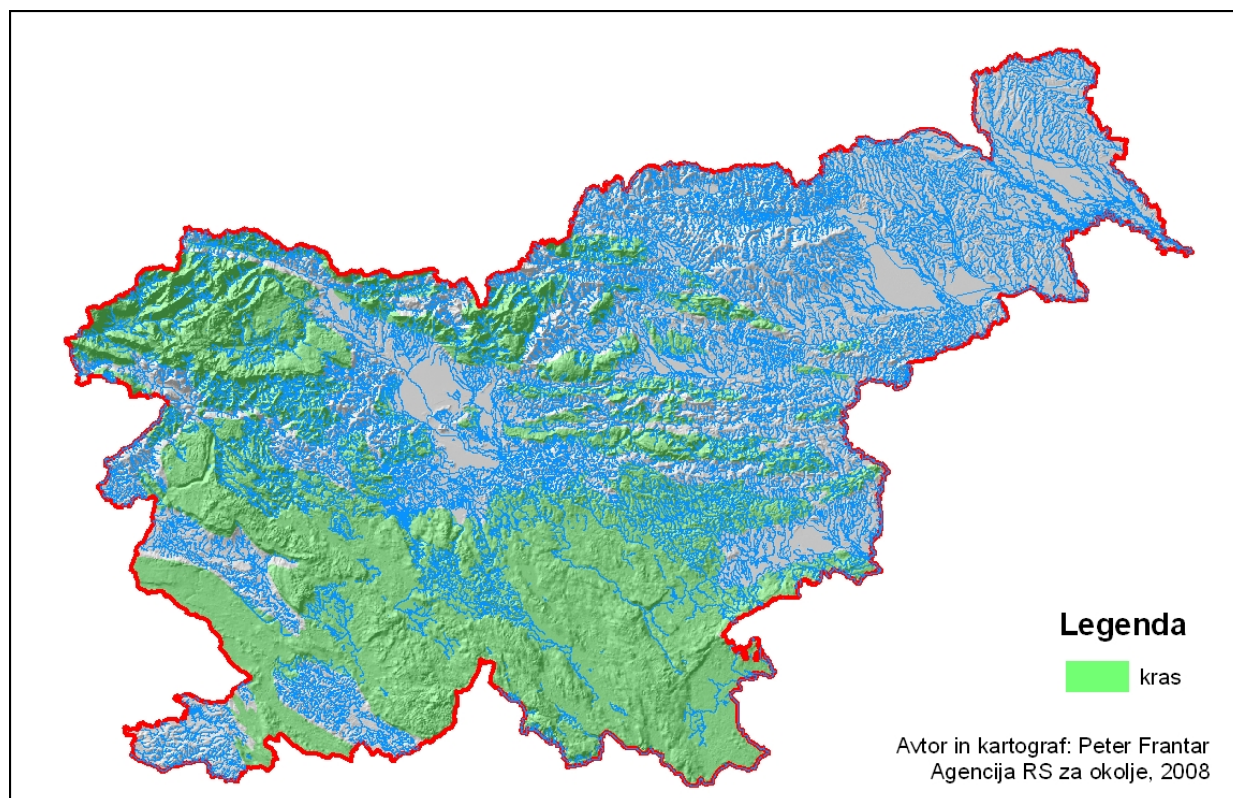 Legenda
kras
Avtor in kartograf: Peter Frantar
Agencija RS za okolje, 2008